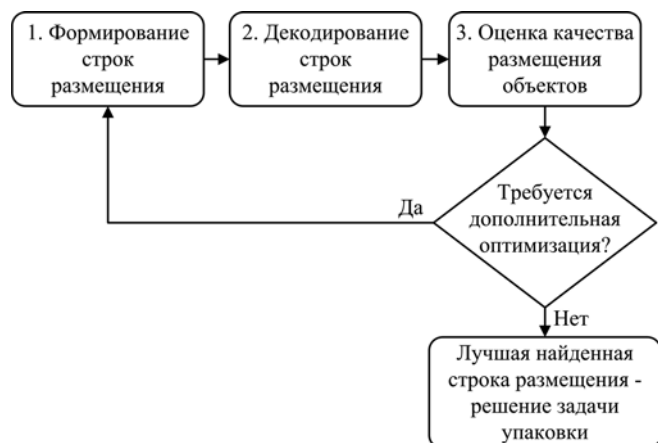 1. Формирование
строк
размещения
2. Декодирование
строк
размещения
3. Оценка качества
размещения
объектов
Требуется
дополнительная
оптимизация?
Да
Нет
Лучшая найденная
строка размещения -
решение задачи
упаковки